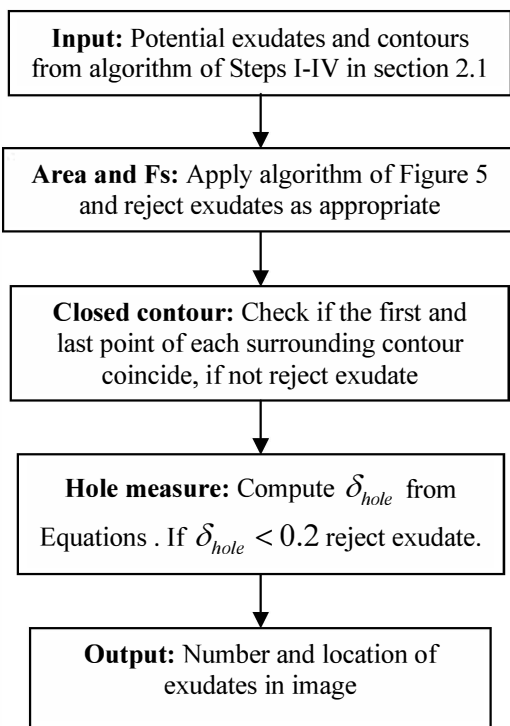 Input: Potential exudates and contours
from algorithm of Steps I-IV in section 2.1
Area and Fs: Apply algorithm of Figure 5
and reject exudates as appropriate
Closed contour: Check if the first and
last point of each surrounding contour
coincide, if not reject exudate
Hole measure: Compute δ_hole from
Equations . If δ_hole < 0.2 reject exudate.
Output: Number and location of
exudates in image